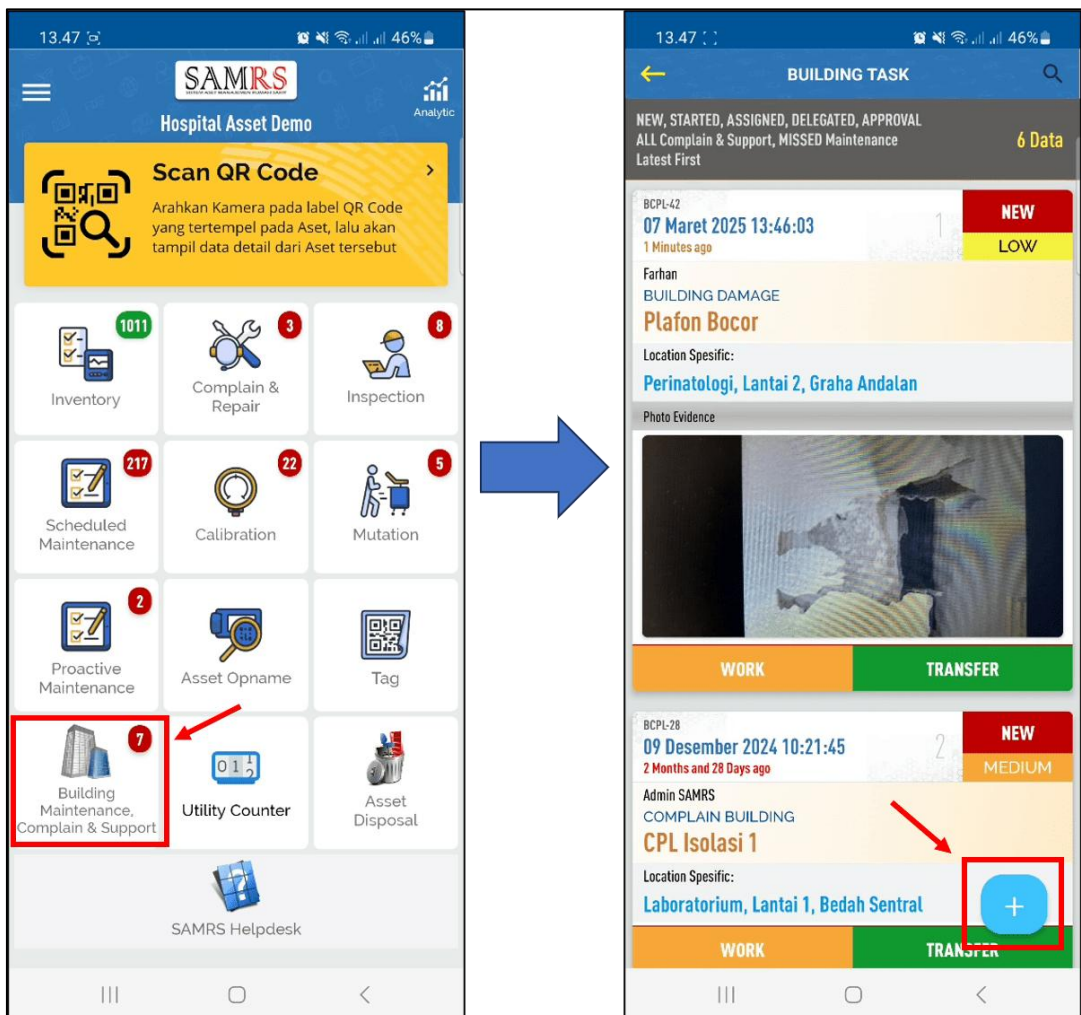 13.47
46%
SAMRS
Analytic
Hospital Asset Demo
Scan QR Code
Arahkan Kamera pada label QR Code
yang tertempel pada Aset, lalu akan
tampil data detail dari Aset tersebut
1011
Inventory
3
Complain &
Repair
8
Inspection
217
Scheduled
Maintenance
22
Calibration
5
Mutation
2
Proactive
Maintenance
Asset Opname
Tag
7
Building
Maintenance,
Complain & Support
Utility Counter
Asset
Disposal
SAMRS Helpdesk
13.47
46%
BUILDING TASK
NEW, STARTED, ASSIGNED, DELEGATED, APPROVAL
ALL Complain & Support, MISSED Maintenance
Latest First
6 Data
BCPL-42
07 Maret 2025 13:46:03
1 Minutes ago
1
NEW
LOW
Farhan
BUILDING DAMAGE
Plafon Bocor
Location Spesific:
Perinatologi, Lantai 2, Graha Andalan
Photo Evidence
WORK
TRANSFER
BCPL-28
09 Desember 2024 10:21:45
2 Months and 28 Days ago
2
NEW
MEDIUM
Admin SAMRS
COMPLAIN BUILDING
CPL Isolasi 1
Location Spesific:
Laboratorium, Lantai 1, Bedah Sentral
+
WORK
TRANSFER